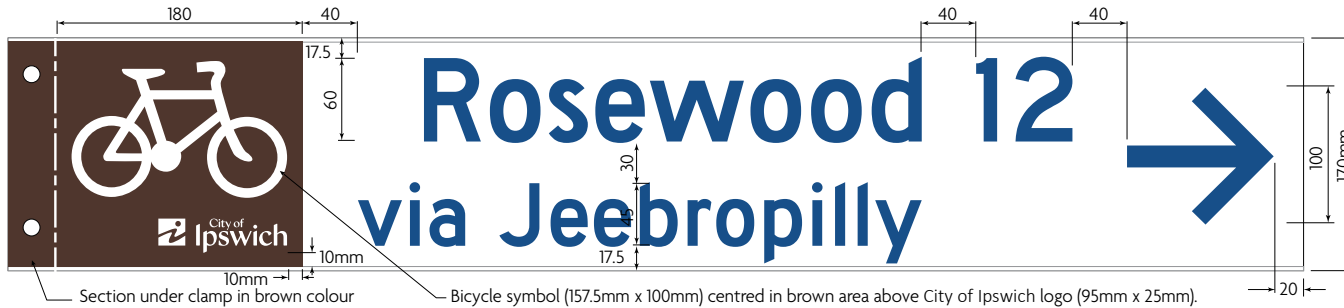 180
40
40
40
17.5
60
Rosewood 12
30
100
170mm
via Jeebropilly
45
City of
Ipswich
10mm
17.5
10mm
20
Section under clamp in brown colour
Bicycle symbol (157.5mm x 100mm) centred in brown area above City of Ipswich logo (95mm x 25mm).